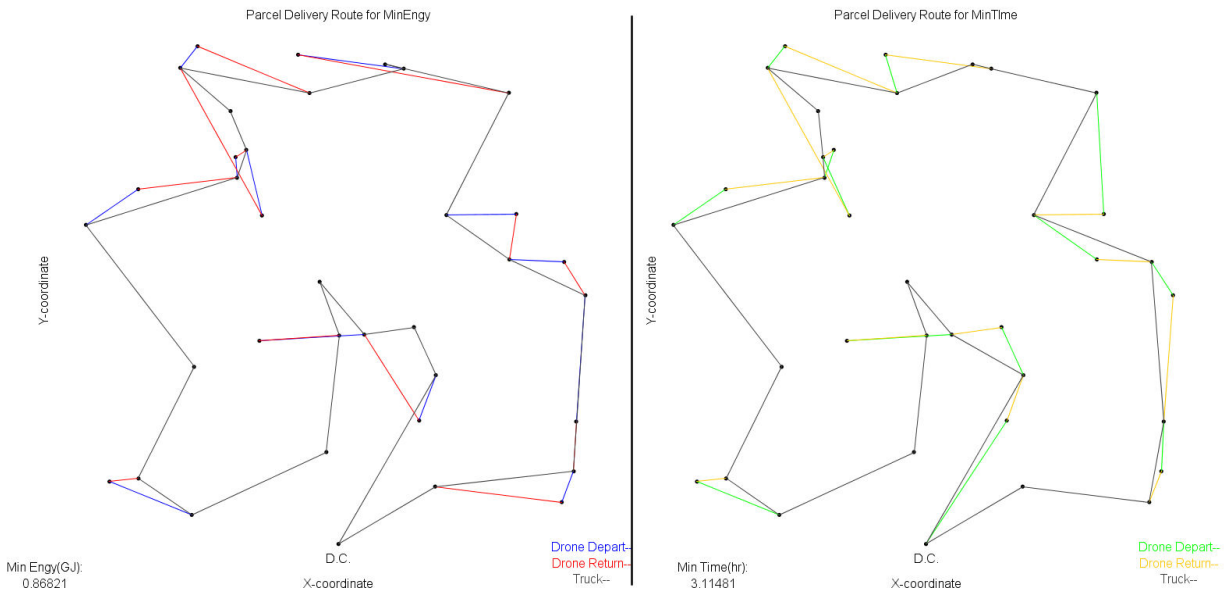 Parcel Delivery Route for MinEngy
Y-coordinate
D.C.
X-coordinate
Min Engy(GJ):
0.86821
Drone Depart--
Drone Return--
Truck--
Parcel Delivery Route for MinTIme
Y-coordinate
D.C.
X-coordinate
Min Time(hr):
3.11481
Drone Depart--
Drone Return--
Truck--